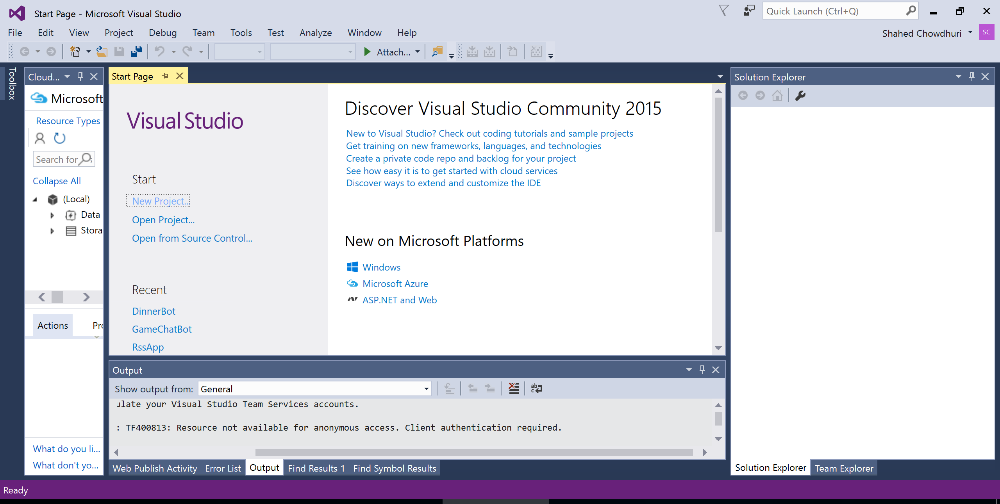 Start Page - Microsoft Visual Studio
Quick Launch (Ctrl+Q)
File Edit View Project Debug Team Tools Test Analyze Window Help
Shahed Chowdhuri
SC
Attach...
Toolbox
Cloud...
Microsoft
Resource Types
Search for
Collapse All
(Local)
Data
Stora
Actions
Pro
What do you li...
What don't yo...
Start Page
Visual Studio
Start
New Project...
Open Project...
Open from Source Control...
Recent
DinnerBot
GameChatBot
RssApp
Discover Visual Studio Community 2015
New to Visual Studio? Check out coding tutorials and sample projects
Get training on new frameworks, languages, and technologies
Create a private code repo and backlog for your project
See how easy it is to get started with cloud services
Discover ways to extend and customize the IDE
New on Microsoft Platforms
Windows
Microsoft Azure
ASP.NET and Web
Output
Show output from: General
ulate your Visual Studio Team Services accounts.
: TF400813: Resource not available for anonymous access. Client authentication required.
Web Publish Activity Error List Output Find Results 1 Find Symbol Results
Solution Explorer
Solution Explorer Team Explorer
Ready